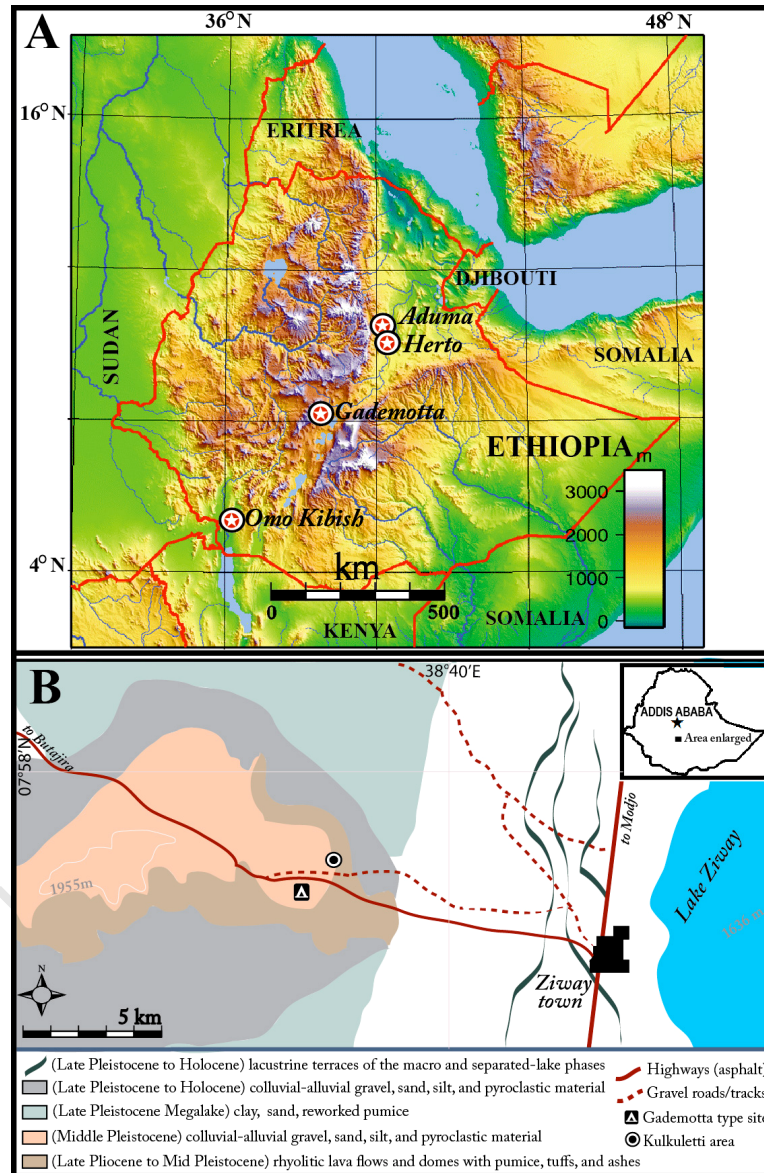 A
36°N
48°N
16°N
ERITREA
DJIBOUTI
Aduma
Herto
SUDAN
SOMALIA
Gademotta
ETHIOPIA
m
3000
2000
1000
0
Omo Kibish
4°N
km
0
500
KENYA
SOMALIA
B
38°40'E
ADDIS ABABA
Area enlarged
to Butajira
07°58'N
to Modjo
Lake Ziway
1955m
1636 m
Ziway
town
N
5 km
(Late Pleistocene to Holocene) lacustrine terraces of the macro and separated-lake phases
(Late Pleistocene to Holocene) colluvial-alluvial gravel, sand, silt, and pyroclastic material
(Late Pleistocene Megalake) clay, sand, reworked pumice
(Middle Pleistocene) colluvial-alluvial gravel, sand, silt, and pyroclastic material
(Late Pliocene to Mid Pleistocene) rhyolitic lava flows and domes with pumice, tuffs, and ashes
Highways (asphalt)
Gravel roads/tracks
Gademotta type site
Kulkuletti area